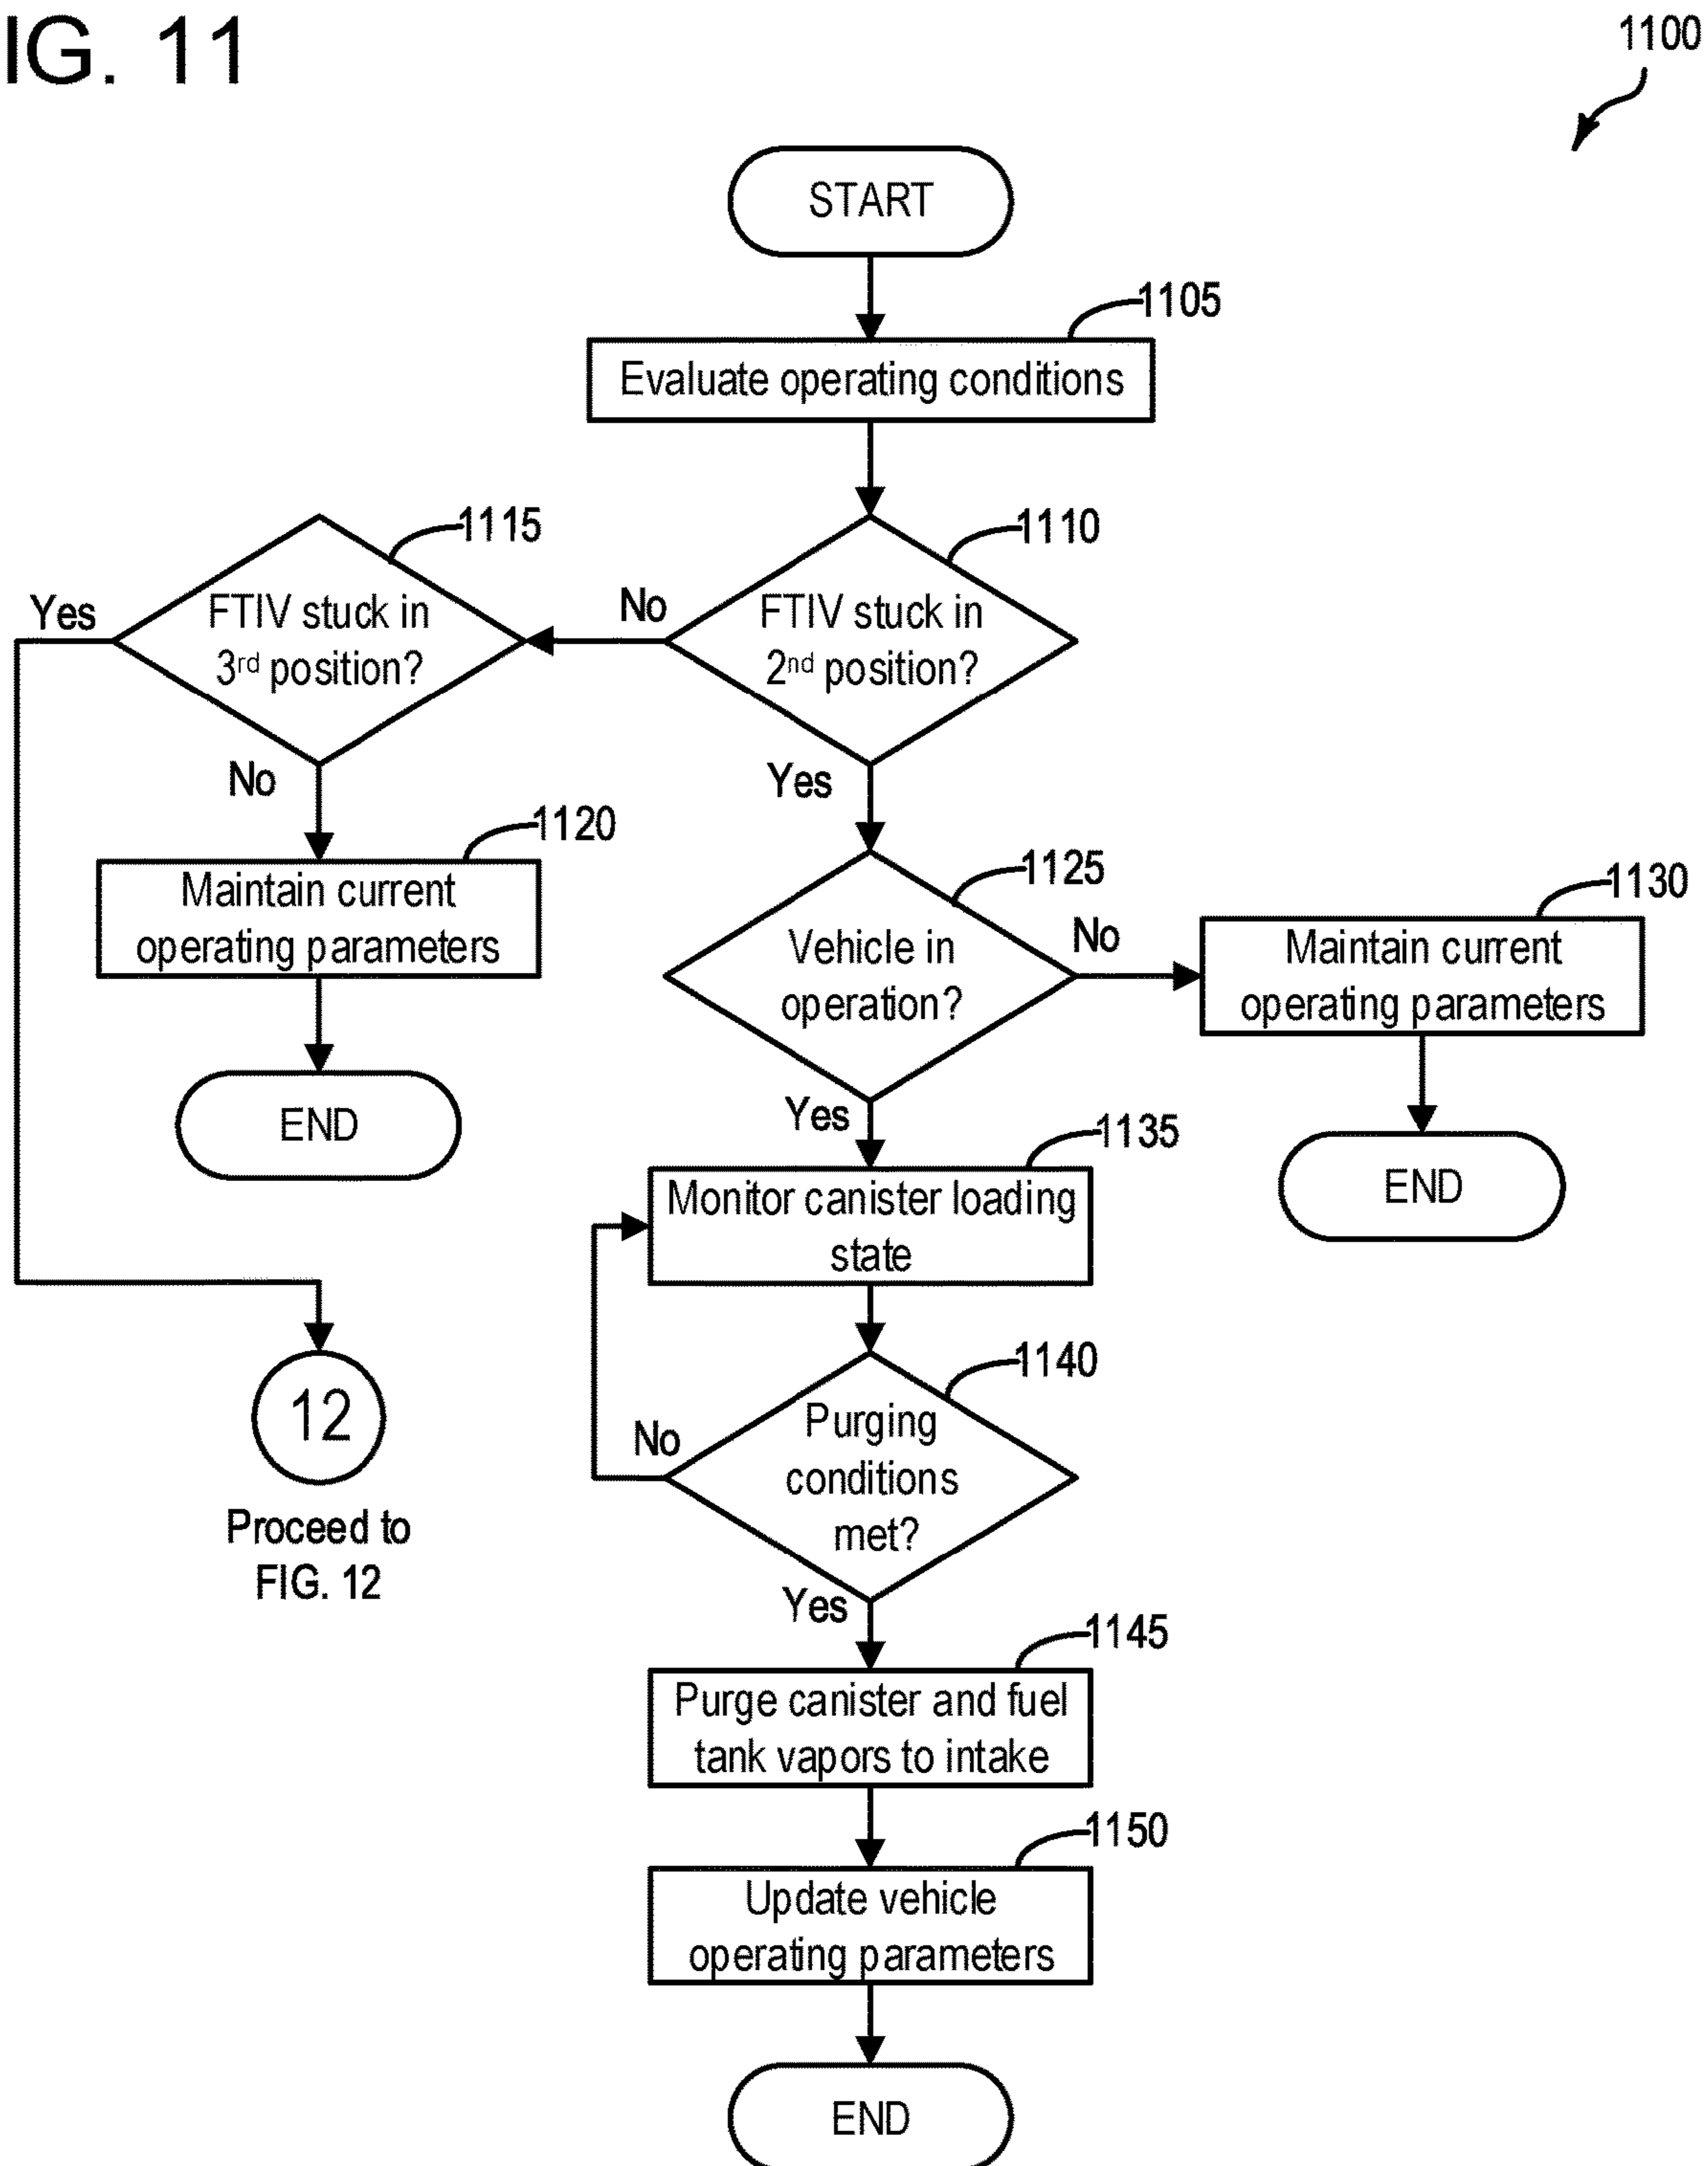 IG. 11
1100
START
1105
Evaluate operating conditions
1115
1110
Yes
FTIV stuck in
3rd position?
No
FTIV stuck in
2nd position?
No
Yes
1120
Maintain current
operating parameters
1125
Vehicle in
operation?
No
1130
Maintain current
operating parameters
END
Yes
1135
Monitor canister loading
state
END
1140
Purging
conditions
met?
No
12
Proceed to
FIG. 12
Yes
1145
Purge canister and fuel
tank vapors to intake
1150
Update vehicle
operating parameters
END